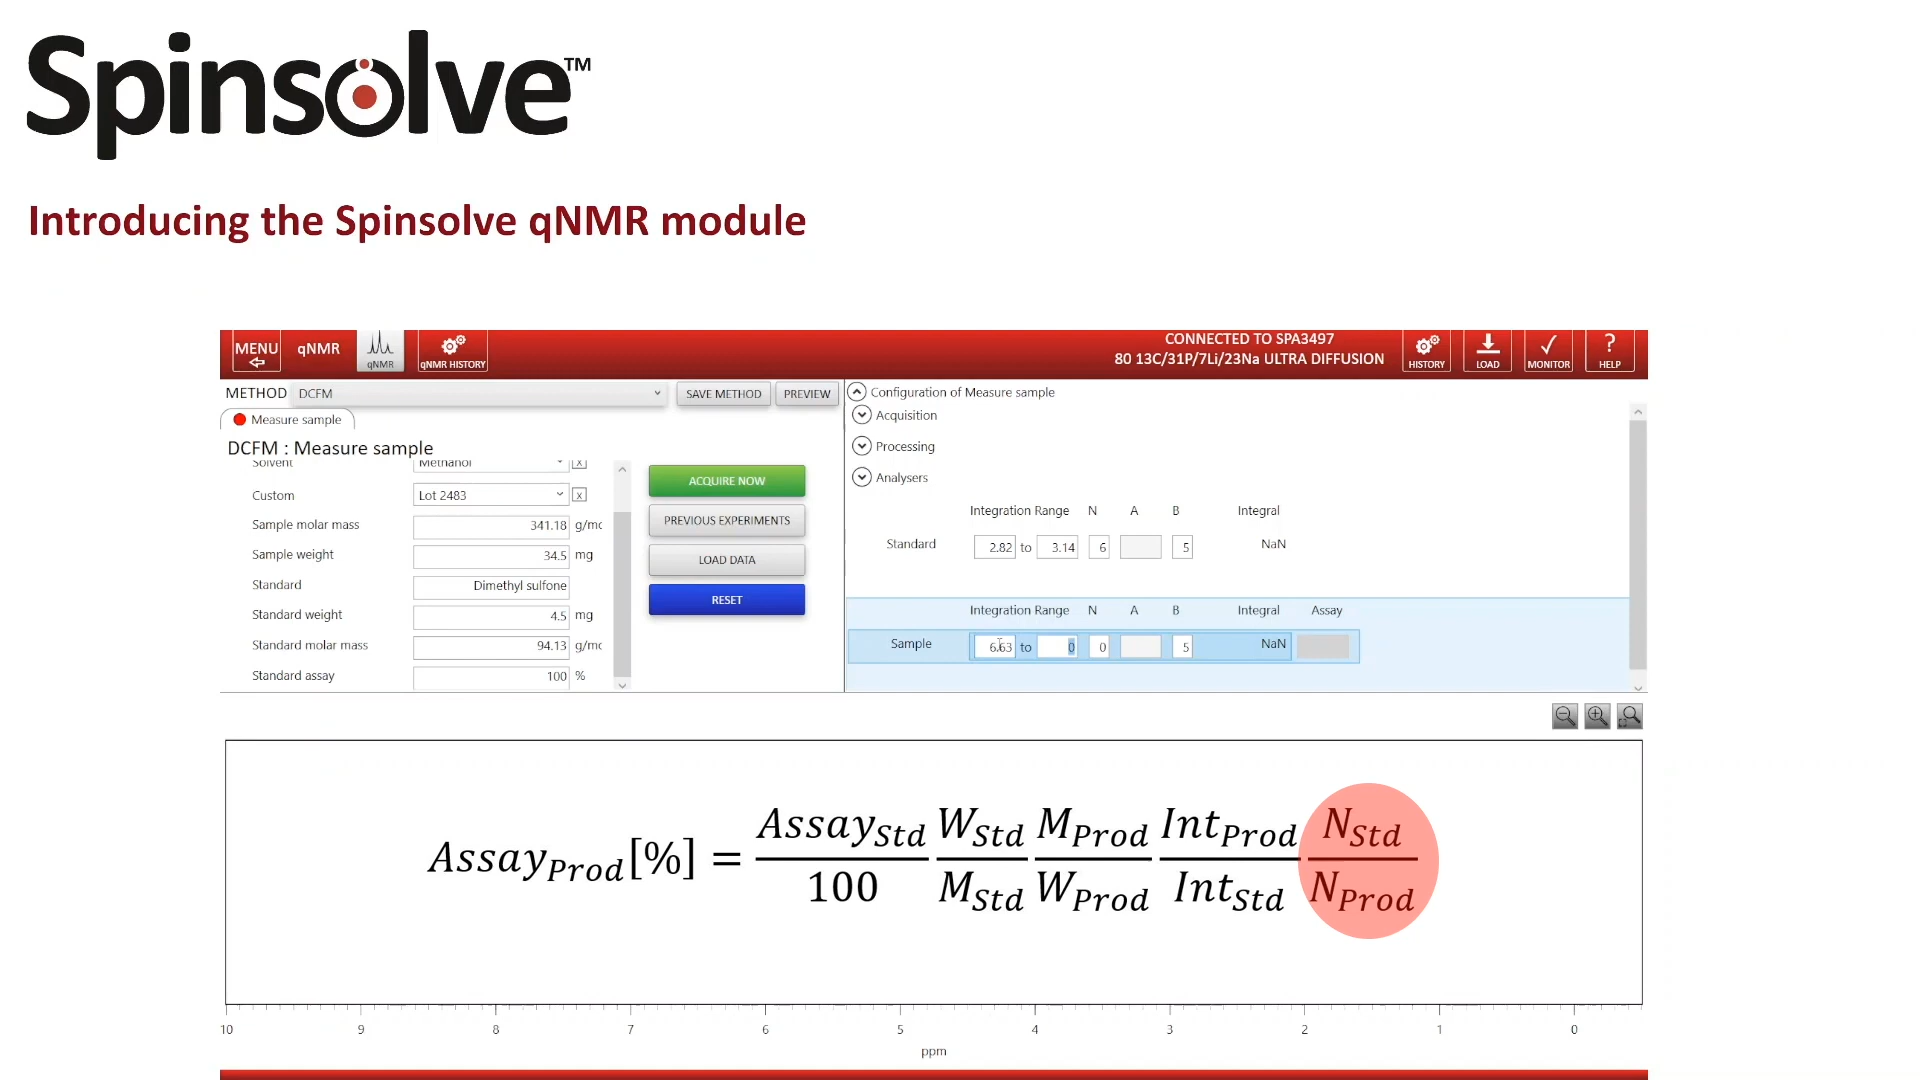 Spinsolve™
Introducing the Spinsolve qNMR module
MENU qNMR qNMR qNMR HISTORY
CONNECTED TO SPA3497
80 13C/31P/7Li/23Na ULTRA DIFFUSION
HISTORY LOAD MONITOR ? HELP
METHOD DCFM SAVE METHOD PREVIEW
Measure sample
DCFM : Measure sample
Solvent Methanol x
Custom Lot 2483 x
Sample molar mass 341.18 g/mo
Sample weight 34.5 mg
Standard Dimethyl sulfone
Standard weight 4.5 mg
Standard molar mass 94.13 g/mo
Standard assay 100 %
ACQUIRE NOW
PREVIOUS EXPERIMENTS
LOAD DATA
RESET
Configuration of Measure sample
Acquisition
Processing
Analysers
Integration Range N A B Integral
Standard 2.82 to 3.14 6 5 NaN
Integration Range N A B Integral Assay
Sample 6.63 to 0 0 5 NaN
Assay_Prod[%] = Assay_Std/100 W_Std/M_Std M_Prod/W_Prod Int_Prod/Int_Std N_Std/N_Prod
10 9 8 7 6 5 4 3 2 1 0
ppm